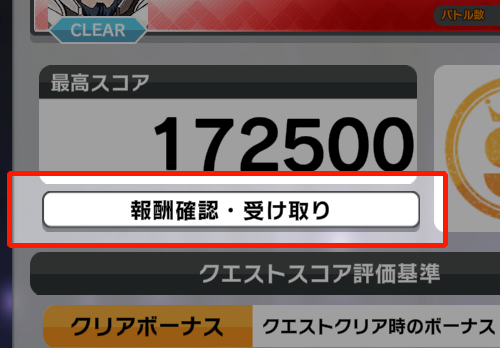 バトル数
CLEAR
最高スコア
172500
報酬確認・受け取り
クエストスコア評価基準
クリアボーナス
クエストクリア時のボーナス